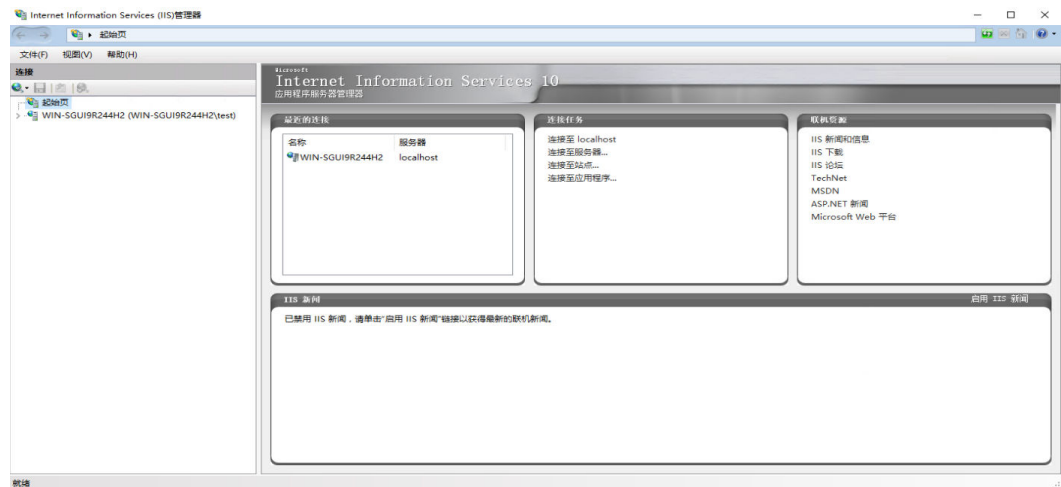 Internet Information Services (IIS)管理器
起始页
文件(F) 视图(V) 帮助(H)
连接
起始页
WIN-SGUI9R244H2 (WIN-SGUI9R244H2\test)
Microsoft
Internet Information Services 10
应用程序服务器管理器
最近的连接
名称 服务器
WIN-SGUI9R244H2 localhost
连接任务
连接至 localhost
连接至服务器...
连接至站点...
连接至应用程序...
联机资源
IIS 新闻和信息
IIS 下载
IIS 论坛
TechNet
MSDN
ASP.NET 新闻
Microsoft Web 平台
IIS 新闻 启用 IIS 新闻
已禁用 IIS 新闻，请单击“启用 IIS 新闻”链接以获得最新的联机新闻。
就绪